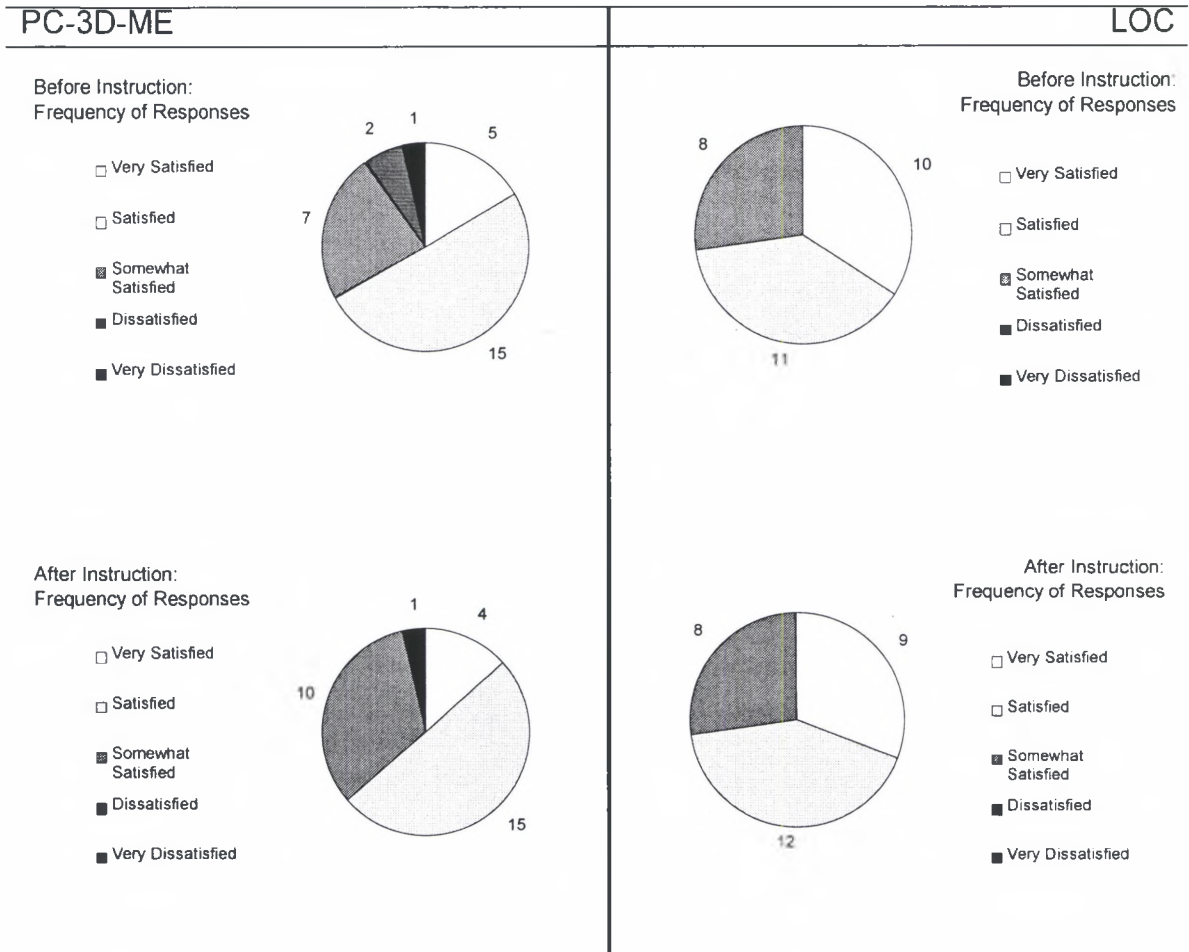 PC-3D-ME
LOC
Before Instruction:
Frequency of Responses
Very Satisfied
Satisfied
Somewhat
Satisfied
Dissatisfied
Very Dissatisfied
2
1
5
7
15
Before Instruction:
Frequency of Responses
8
10
11
Very Satisfied
Satisfied
Somewhat
Satisfied
Dissatisfied
Very Dissatisfied
After Instruction:
Frequency of Responses
Very Satisfied
Satisfied
Somewhat
Satisfied
Dissatisfied
Very Dissatisfied
1
4
10
15
After Instruction:
Frequency of Responses
8
9
12
Very Satisfied
Satisfied
Somewhat
Satisfied
Dissatisfied
Very Dissatisfied